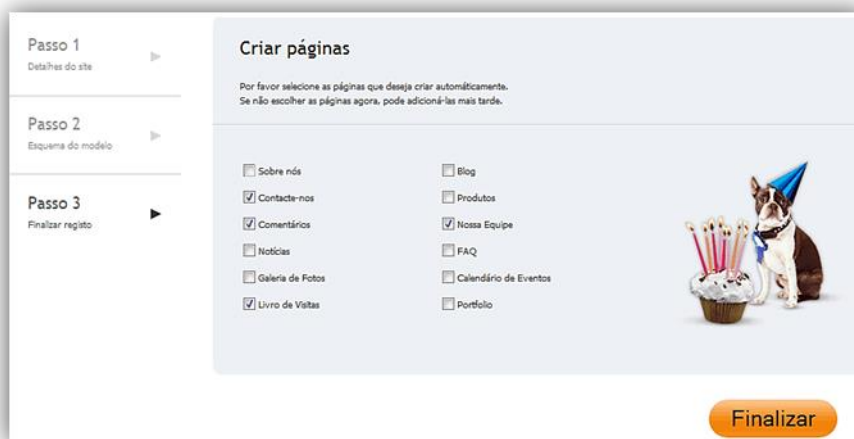 Passo 1
Detalhes do site
Passo 2
Esquema do modelo
Passo 3
Finalizar registo
Criar páginas
Por favor selecione as páginas que deseja criar automáticamente.
Se não escolher as páginas agora, pode adicioná-las mais tarde.
Sobre nós
Contacte-nos
Comentários
Notícias
Galeria de Fotos
Livro de Visitas
Blog
Produtos
Nossa Equipe
FAQ
Calendário de Eventos
Portfolio
Finalizar